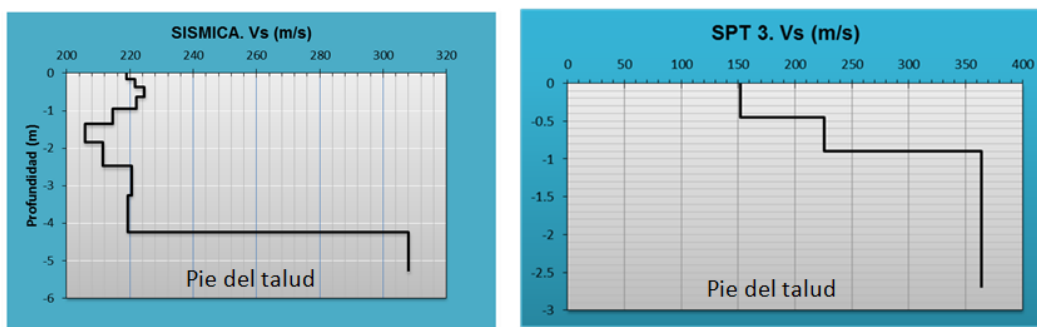 SISMICA. Vs (m/s)
200 220 240 260 280 300 320
0
-1
-2
-3
-4
-5
-6
Profundidad (m)
Pie del talud
SPT 3. Vs (m/s)
0 50 100 150 200 250 300 350 400
0
-0.5
-1
-1.5
-2
-2.5
-3
Pie del talud